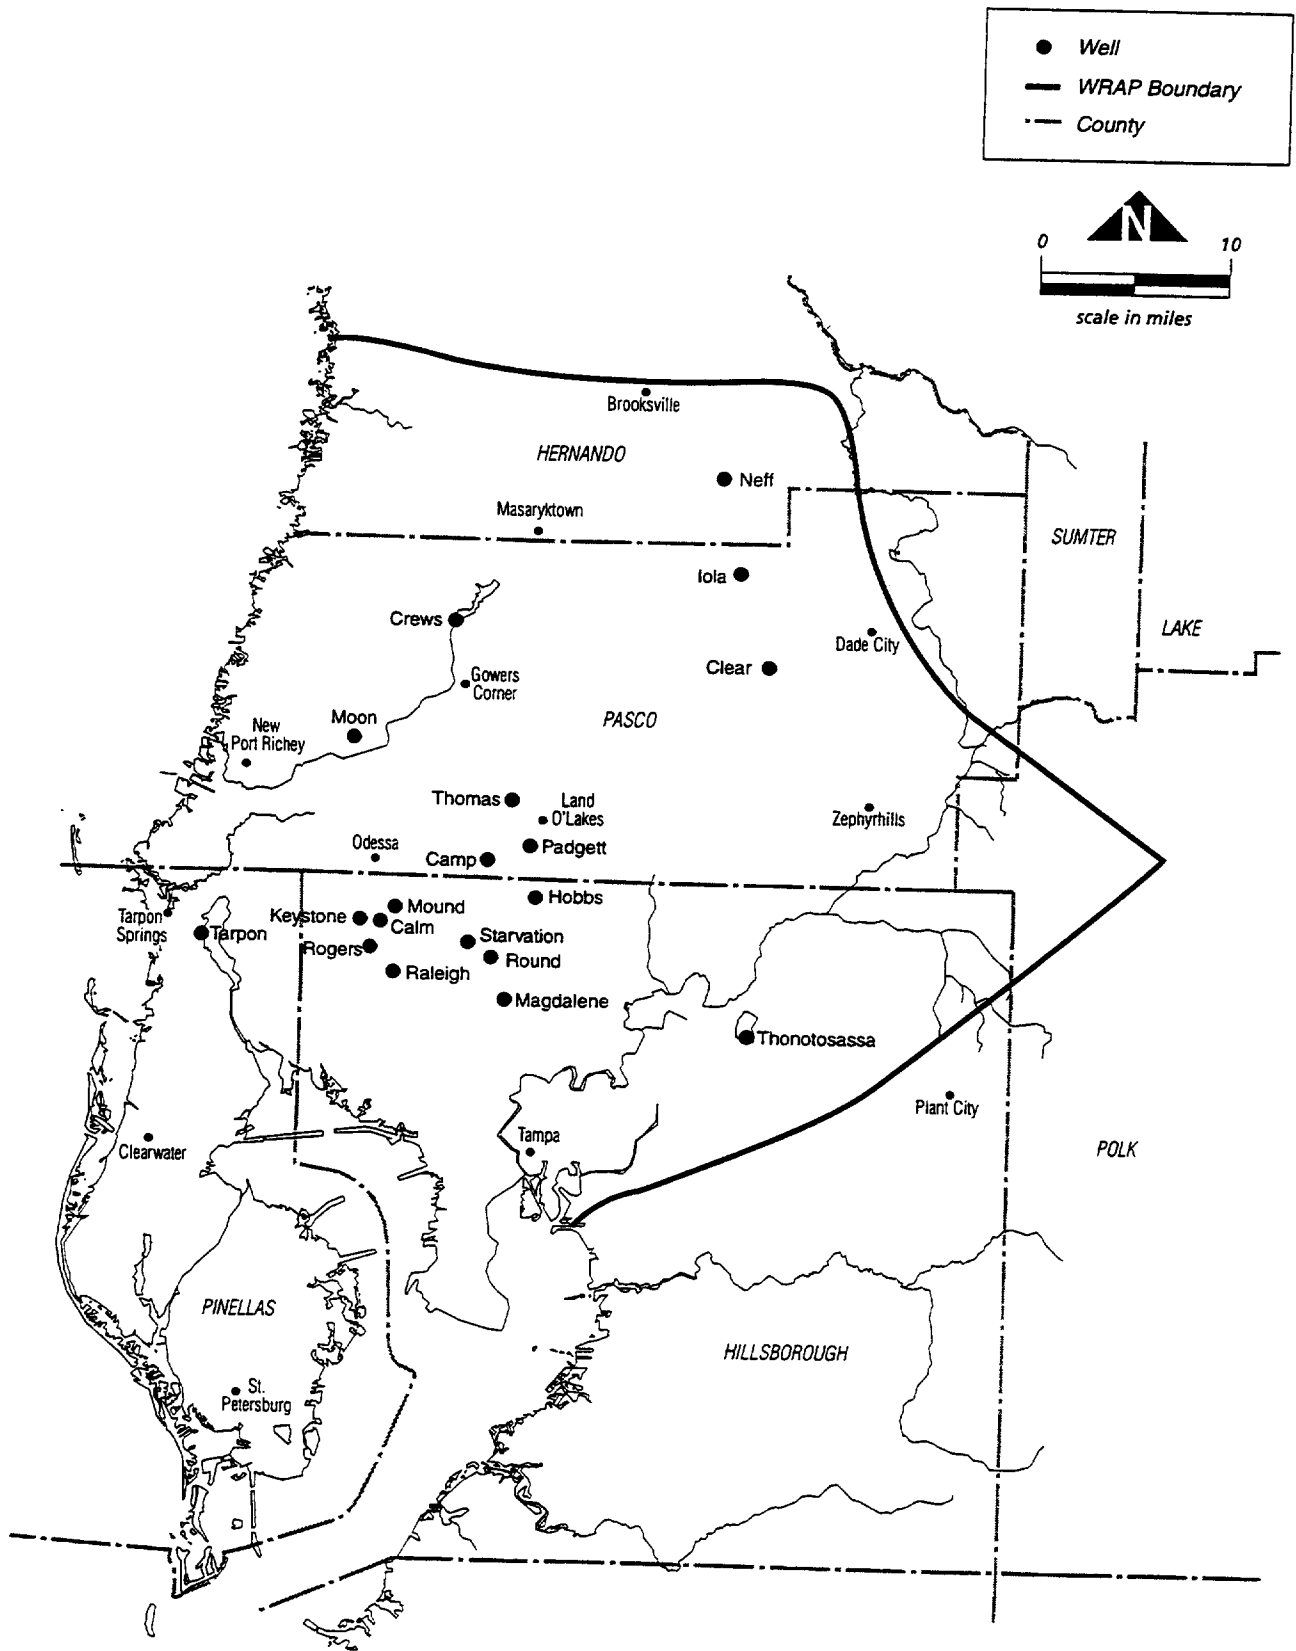 Well
WRAP Boundary
County
N
0 10
scale in miles
Brooksville
HERNANDO
Neff
Masaryktown
SUMTER
Iola
Crews
LAKE
Dade City
Clear
Gowers
Corner
Moon
PASCO
New
Port Richey
Thomas
Land
O'Lakes
Zephyrhills
Odessa
Padgett
Camp
Hobbs
Mound
Keystone
Calm
Tarpon
Springs
Tarpon
Starvation
Rogers
Round
Raleigh
Magdalene
Thonotosassa
Plant City
Tampa
Clearwater
POLK
PINELLAS
HILLSBOROUGH
St.
Petersburg